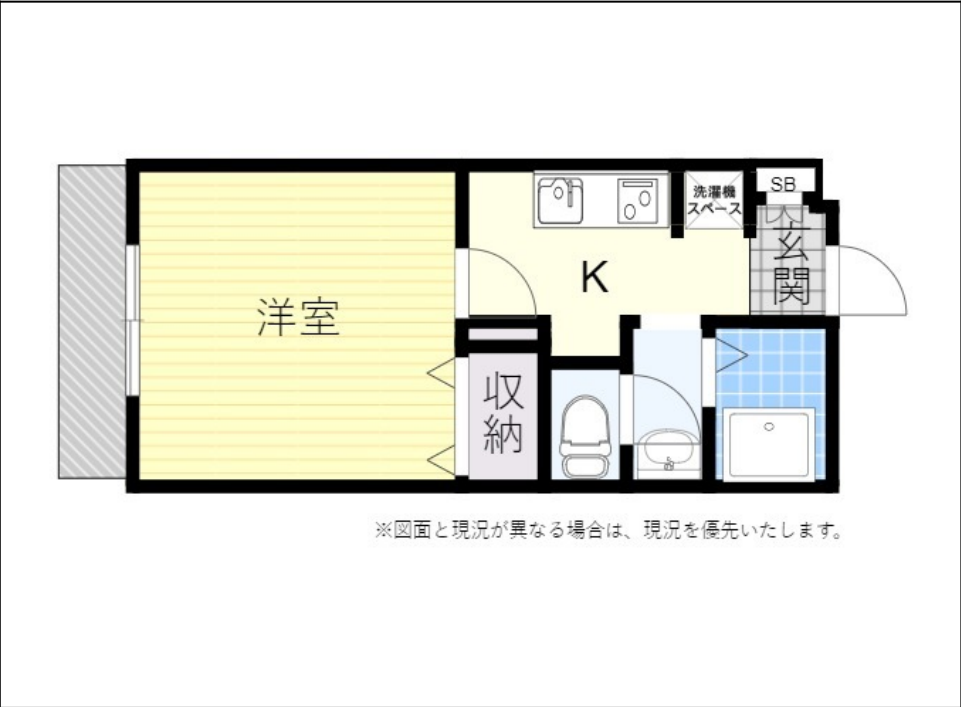 洗濯機
スペース
SB
玄
関
K
洋室
収
納
※図面と現況が異なる場合は、現況を優先いたします。